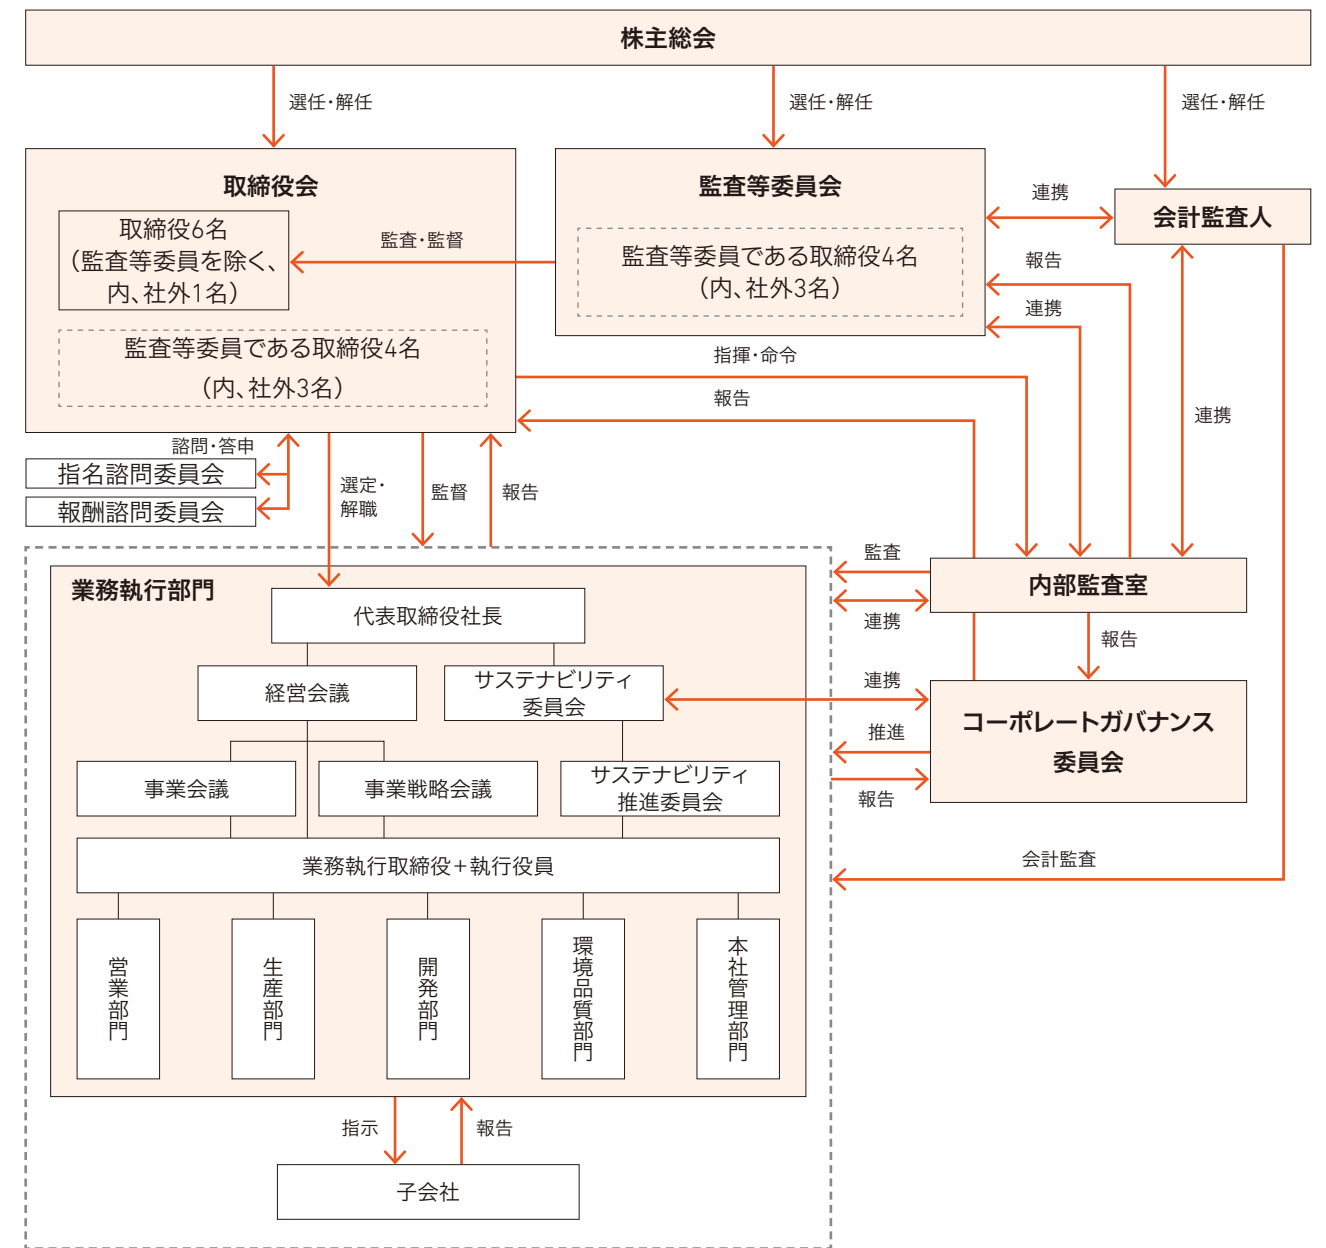 株主総会
選任・解任
選任・解任
選任・解任
取締役会
取締役6名
（監査等委員を除く、
内、社外1名）
監査等委員である取締役4名
（内、社外3名）
監査・監督
監査等委員会
監査等委員である取締役4名
（内、社外3名）
連携
会計監査人
報告
連携
指揮・命令
報告
連携
諮問・答申
指名諮問委員会
報酬諮問委員会
選定・
解職
監督
報告
業務執行部門
代表取締役社長
経営会議
サステナビリティ
委員会
事業会議
事業戦略会議
サステナビリティ
推進委員会
業務執行取締役+執行役員
営業部門
生産部門
開発部門
環境品質部門
本社管理部門
監査
連携
内部監査室
報告
連携
推進
報告
コーポレートガバナンス
委員会
会計監査
指示
報告
子会社